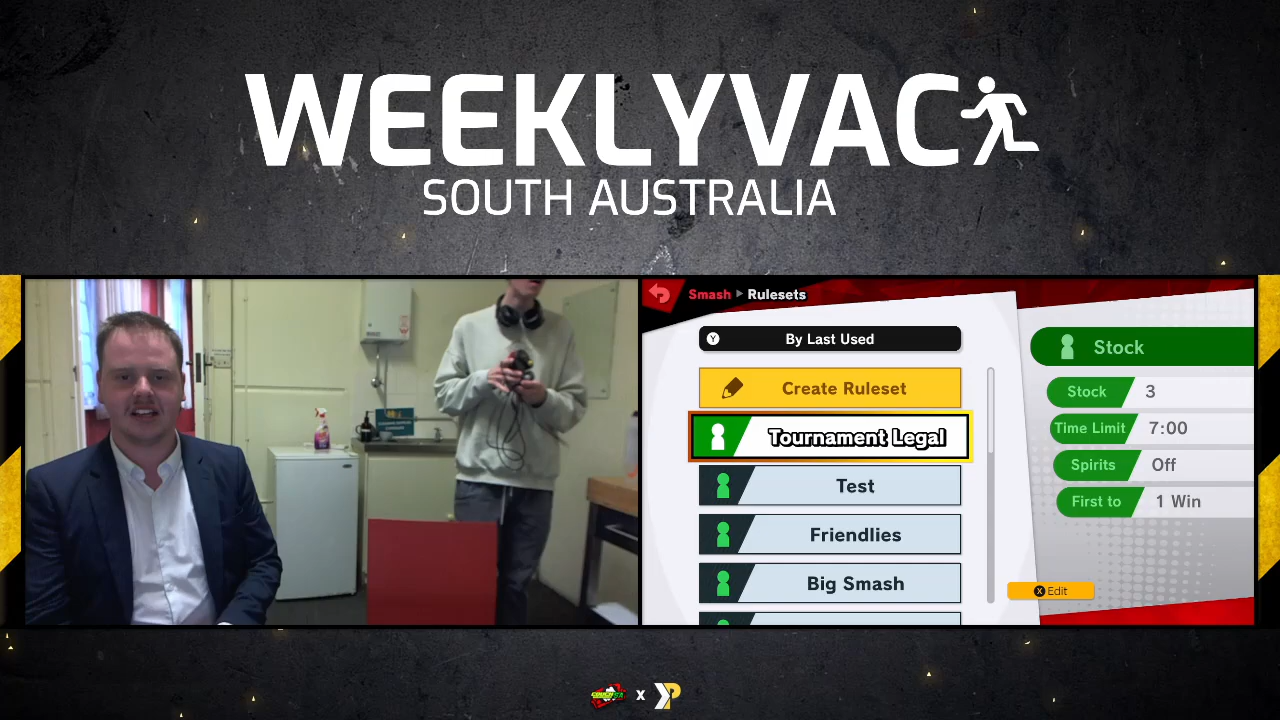 WEEKLYVAC
SOUTH AUSTRALIA
Smash ▶ Rulesets
Y By Last Used
Create Ruleset
Tournament Legal
Test
Friendlies
Big Smash
Stock
Stock 3
Time Limit 7:00
Spirits Off
First to 1 Win
X Edit
X